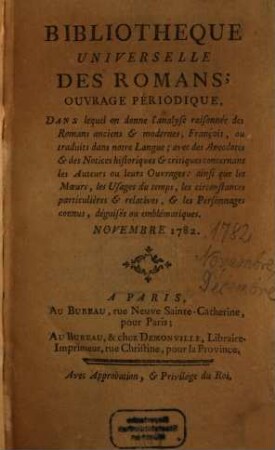 BIBLIOTHEQUE
UNIVERSELLE
DES ROMANS;
OUVRAGE PÉRIODIQUE,
DANS lequel on donne l'analyse raisonnée des
Romans anciens & modernes, François, ou
traduits dans notre Langue; avec des Anecdotes
& des Notices historiques & critiques concernant
les Auteurs ou leurs Ouvrages: ainsi que les
Mœurs, les Usages du temps, les circonstances
particulières & relatives, & les Personnages
connus, déguisés ou emblématiques.
NOVEMBRE 1782.
1782
Novembre
Decembre
A PARIS,
AU BUREAU, rue Neuve Sainte-Catherine,
pour Paris;
AU BUREAU, & chez DEMONVILLE, Libraire-
Imprimeur, rue Christine, pour la Province.
Avec Approbation, & Privilège du Roi.